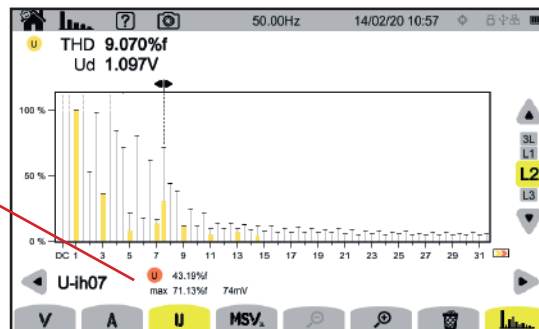 50.00Hz 14/02/20 10:57
U THD 9.070%f
Ud 1.097V
100 %
50 %
0 %
DC 1 3 5 7 9 11 13 15 17 19 21 23 25 27 29 31
3L
L1
L2
L3
U-ih07 U 43.19%f
max 71.13%f 74mV
V A U MSV